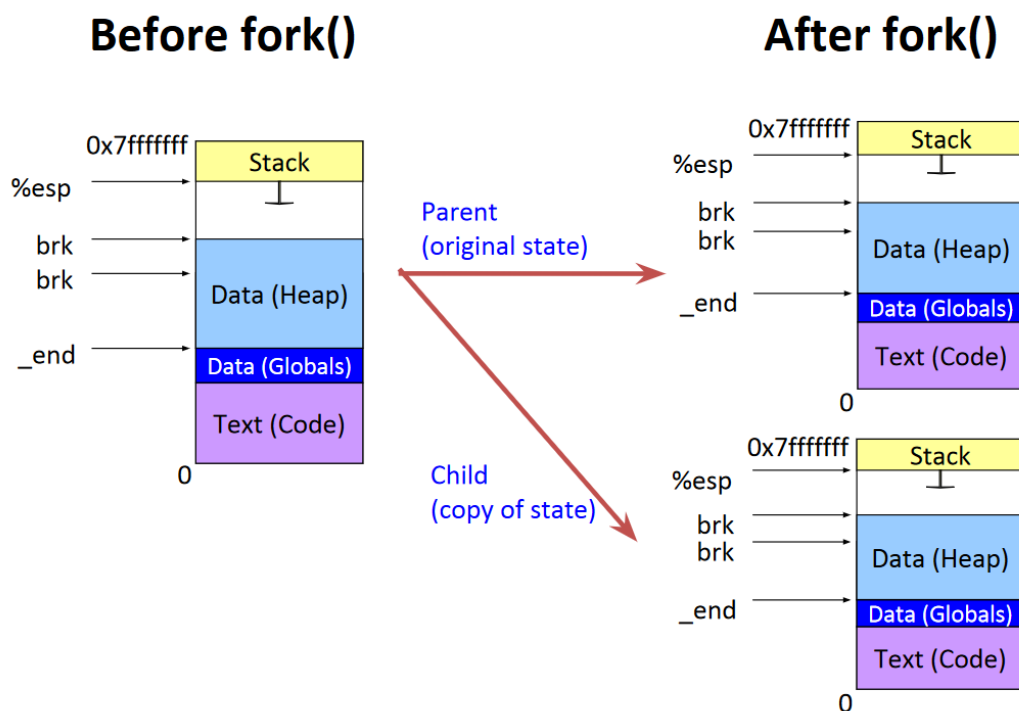 Before fork()
After fork()
0x7fffffff
Stack
%esp
brk
brk
Data (Heap)
_end
Data (Globals)
Text (Code)
0
Parent
(original state)
Child
(copy of state)
0x7fffffff
Stack
%esp
brk
brk
Data (Heap)
_end
Data (Globals)
Text (Code)
0
0x7fffffff
Stack
%esp
brk
brk
Data (Heap)
_end
Data (Globals)
Text (Code)
0